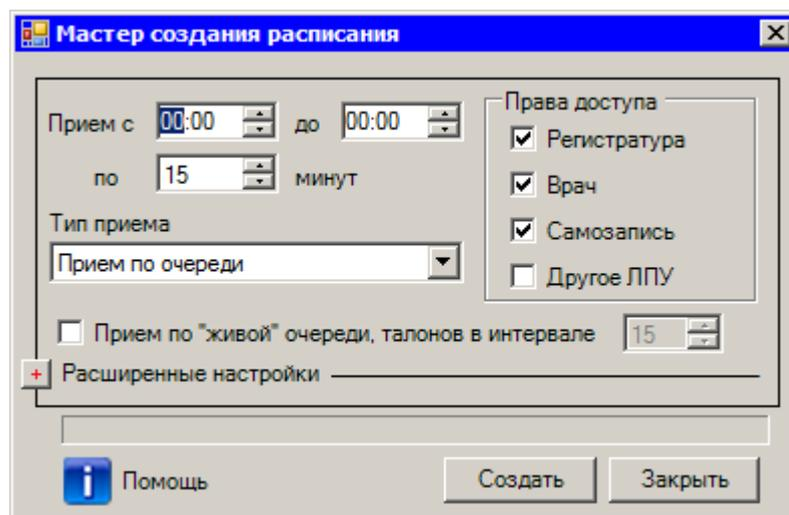 Мастер создания расписания
Прием с 00:00 до 00:00
по 15 минут
Тип приема
Прием по очереди
Права доступа
Регистратура
Врач
Самозапись
Другое ЛПУ
Прием по "живой" очереди, талонов в интервале 15
+ Расширенные настройки
i Помощь Создать Закрыть